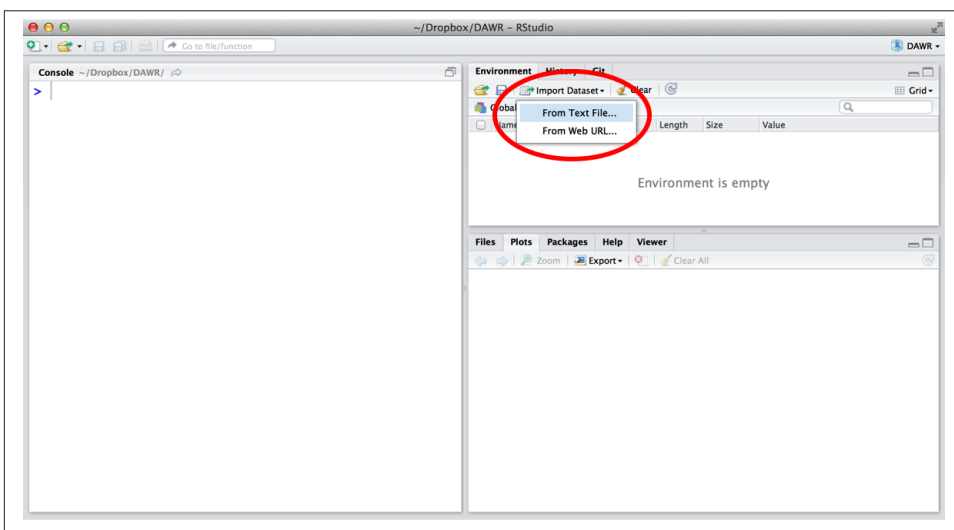 ~/Dropbox/DAWR – RStudio
Go to file/function
DAWR
Console ~/Dropbox/DAWR/
>
Environment History Git
Import Dataset Clear
Grid
From Text File...
Length Size Value
From Web URL...
Environment is empty
Files Plots Packages Help Viewer
Zoom Export Clear All